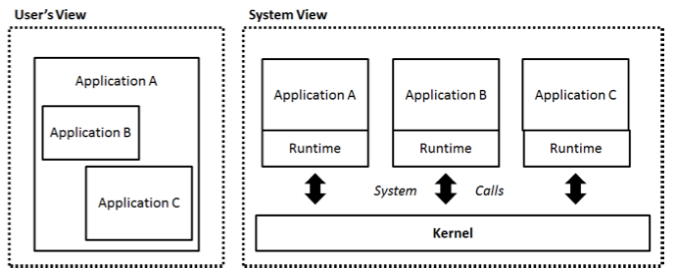 User's View
System View
Application A
Application B
Application C
Application A
Application B
Application C
Runtime
Runtime
Runtime
System
Calls
Kernel